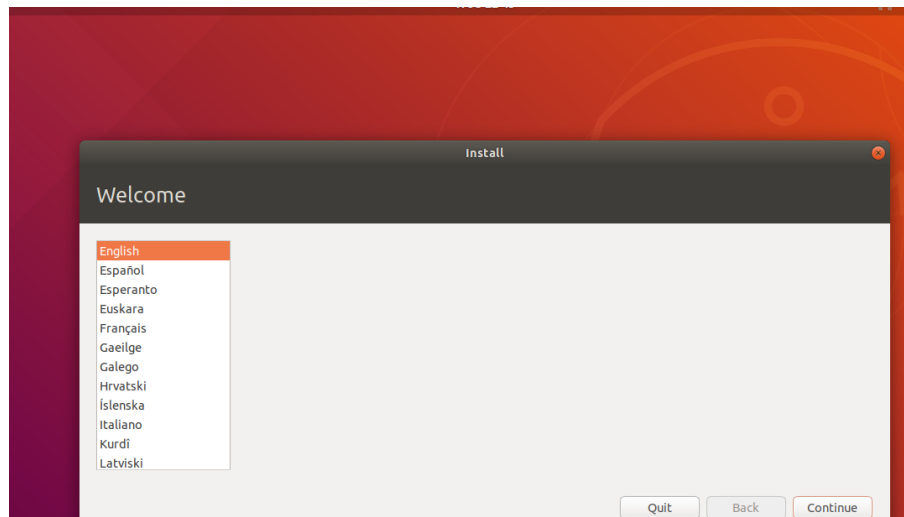 Install
Welcome
English
Español
Esperanto
Euskara
Français
Gaeilge
Galego
Hrvatski
Íslenska
Italiano
Kurdî
Latviski
Quit
Back
Continue